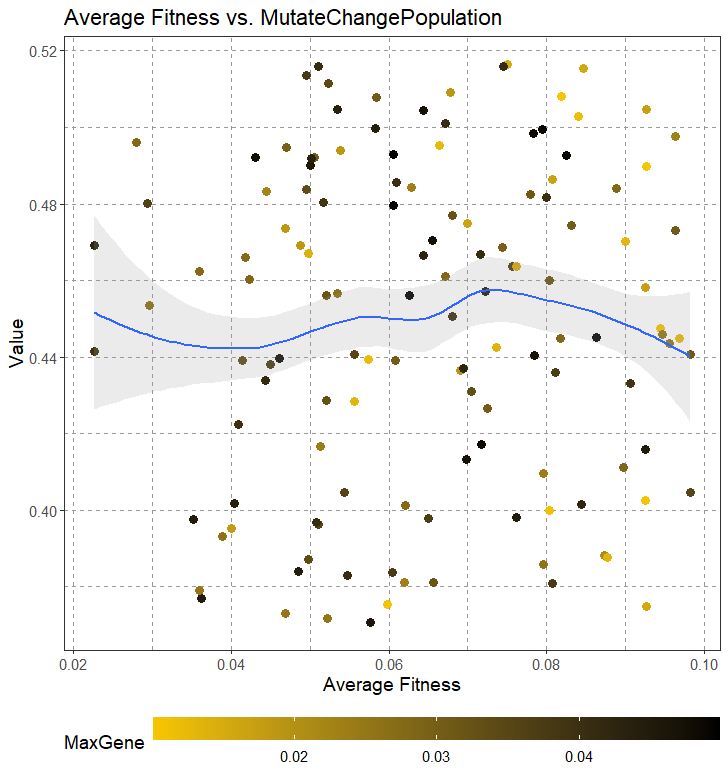 Average Fitness vs. MutateChangePopulation
0.52
0.48
0.44
0.40
Value
0.02 0.04 0.06 0.08 0.10
Average Fitness
MaxGene
0.02 0.03 0.04